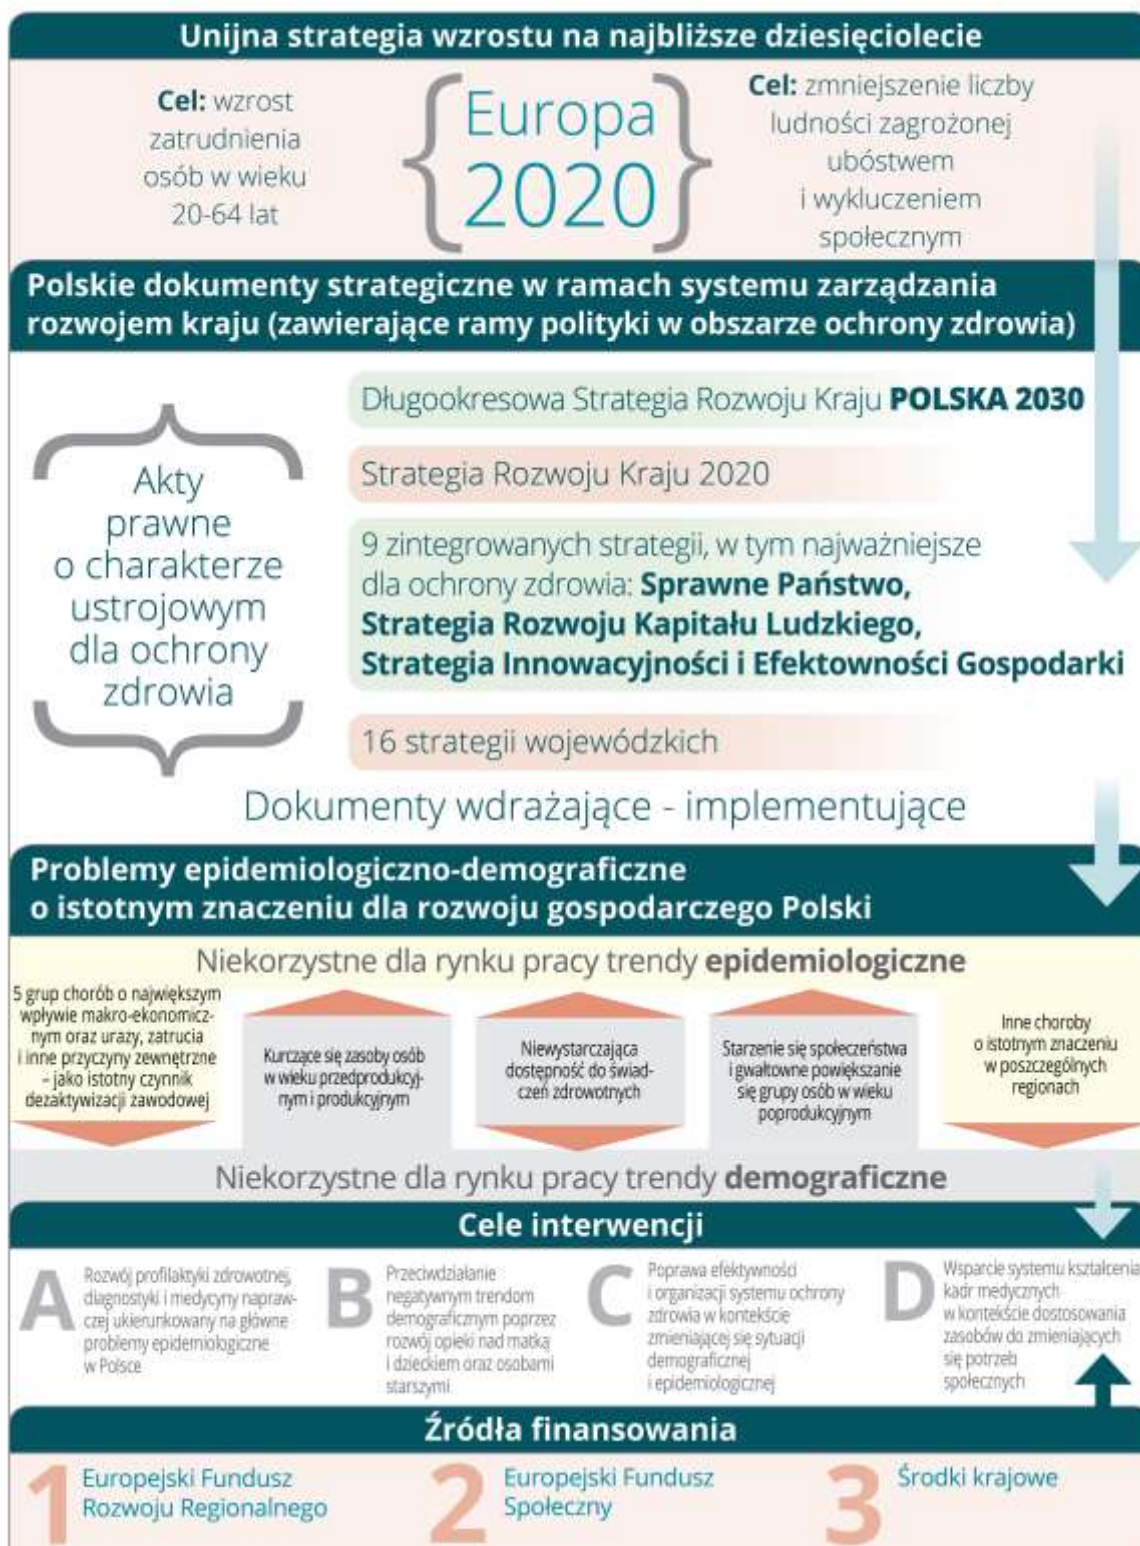 Unijna strategia wzrostu na najbliższe dziesięciolecie
Cel: wzrost
zatrudnienia
osób w wieku
20-64 lat
Europa
2020
Cel: zmniejszenie liczby
ludności zagrożonej
ubóstwem
i wykluczeniem
społecznym
Polskie dokumenty strategiczne w ramach systemu zarządzania
rozwojem kraju (zawierające ramy polityki w obszarze ochrony zdrowia)
Akty
prawne
o charakterze
ustrojowym
dla ochrony
zdrowia
Długookresowa Strategia Rozwoju Kraju POLSKA 2030
Strategia Rozwoju Kraju 2020
9 zintegrowanych strategii, w tym najważniejsze
dla ochrony zdrowia: Sprawne Państwo,
Strategia Rozwoju Kapitału Ludzkiego,
Strategia Innowacyjności i Efektowności Gospodarki
16 strategii wojewódzkich
Dokumenty wdrażające - implementujące
Problemy epidemiologiczno-demograficzne
o istotnym znaczeniu dla rozwoju gospodarczego Polski
Niekorzystne dla rynku pracy trendy epidemiologiczne
5 grup chorób o największym
wpływie makro-ekonomicz-
nym oraz urazy, zatrucia
i inne przyczyny zewnętrzne
– jako istotny czynnik
dezaktywizacji zawodowej
Kurczące się zasoby osób
w wieku przedprodukcyj-
nym i produkcyjnym
Niewystarczająca
dostępność do świad-
czeń zdrowotnych
Starzenie się społeczeństwa
i gwałtowne powiększanie
się grupy osób w wieku
poprodukcyjnym
Inne choroby
o istotnym znaczeniu
w poszczególnych
regionach
Niekorzystne dla rynku pracy trendy demograficzne
Cele interwencji
A
Rozwój profilaktyki zdrowotnej,
diagnostyki i medycyny napraw-
czej ukierunkowany na główne
problemy epidemiologiczne
w Polsce
B
Przeciwdziałanie
negatywnym trendom
demograficznym poprzez
rozwój opieki nad matką
i dzieckiem oraz osobami
starszymi
C
Poprawa efektywności
i organizacji systemu ochrony
zdrowia w kontekście
zmieniającej się sytuacji
demograficznej
i epidemiologicznej
D
Wsparcie systemu kształcenia
kadr medycznych
w kontekście dostosowania
zasobów do zmieniających
się potrzeb
społecznych
Źródła finansowania
1
Europejski Fundusz
Rozwoju Regionalnego
2
Europejski Fundusz
Społeczny
3
Środki krajowe